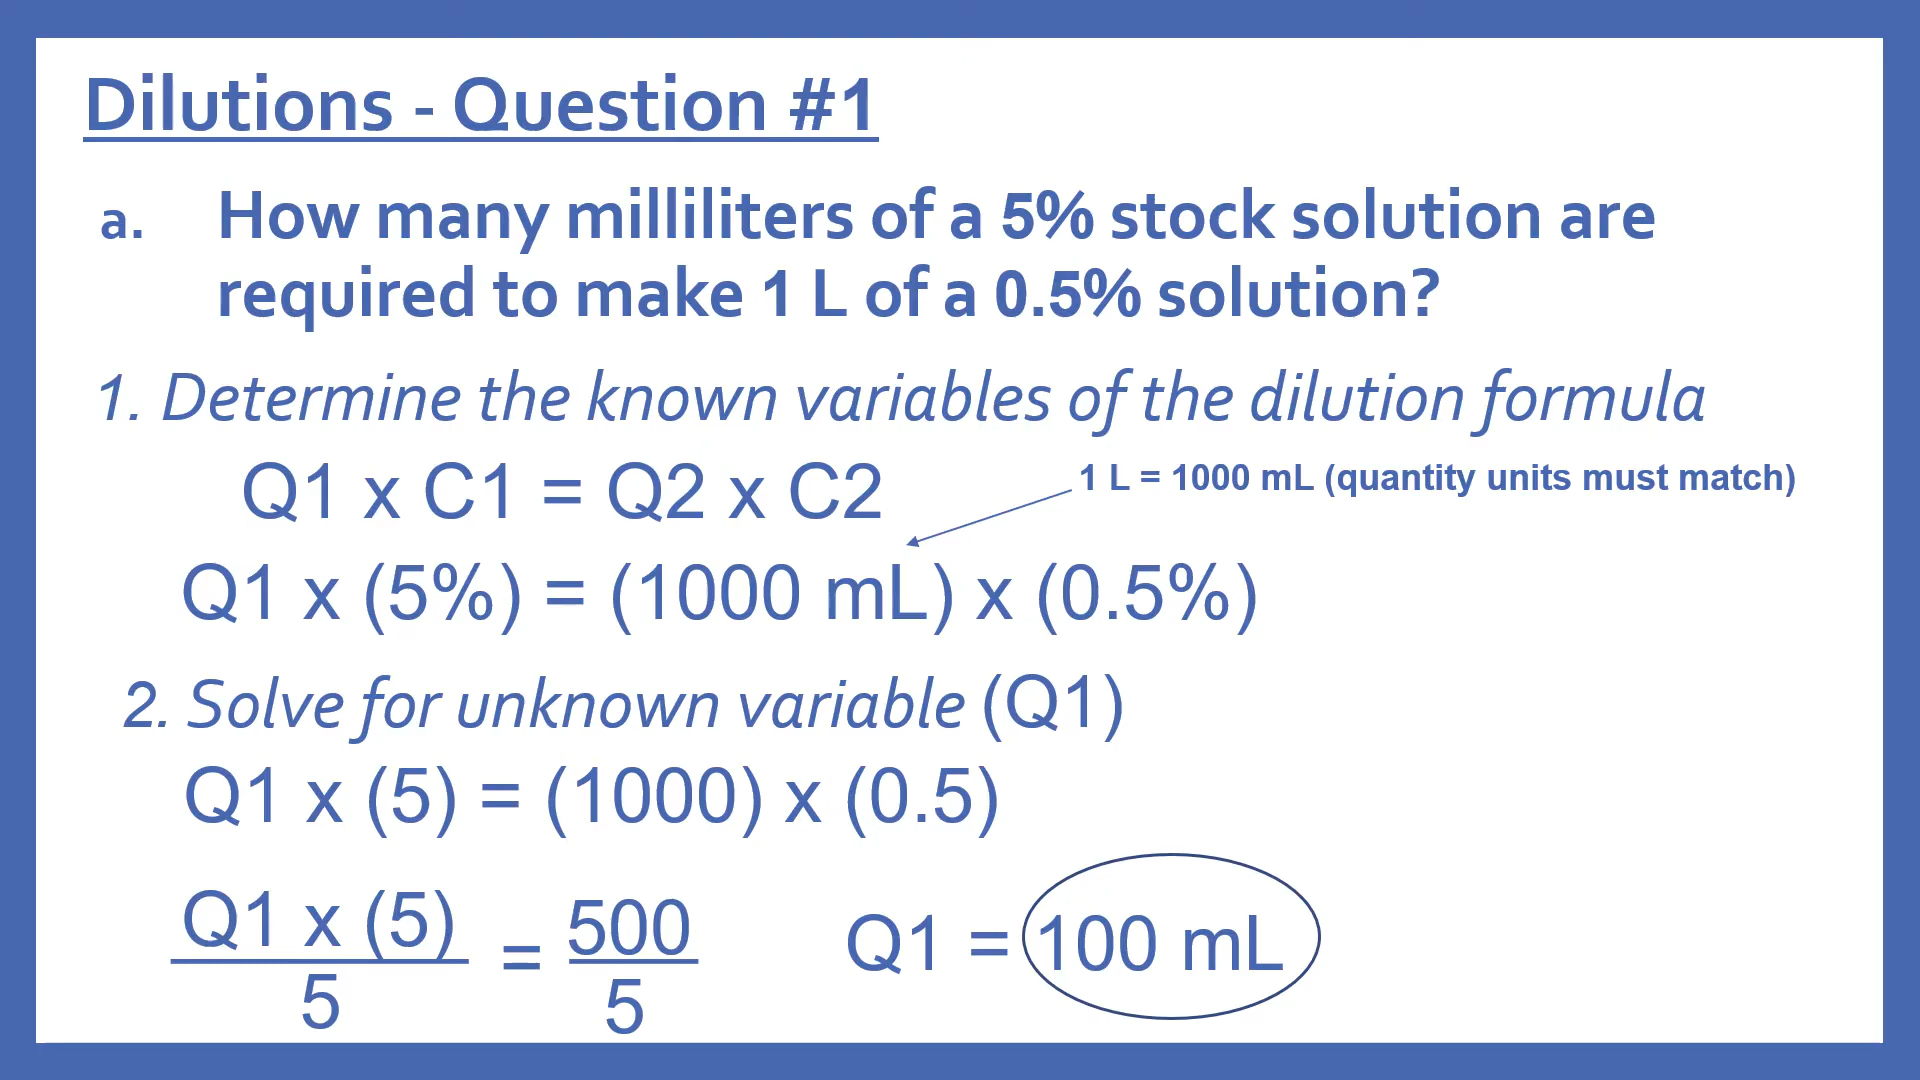 Dilutions - Question #1
a. How many milliliters of a 5% stock solution are
required to make 1 L of a 0.5% solution?
1. Determine the known variables of the dilution formula
Q1 x C1 = Q2 x C2
1 L = 1000 mL (quantity units must match)
Q1 x (5%) = (1000 mL) x (0.5%)
2. Solve for unknown variable (Q1)
Q1 x (5) = (1000) x (0.5)
Q1 x (5) = 500
5 5
Q1 = 100 mL